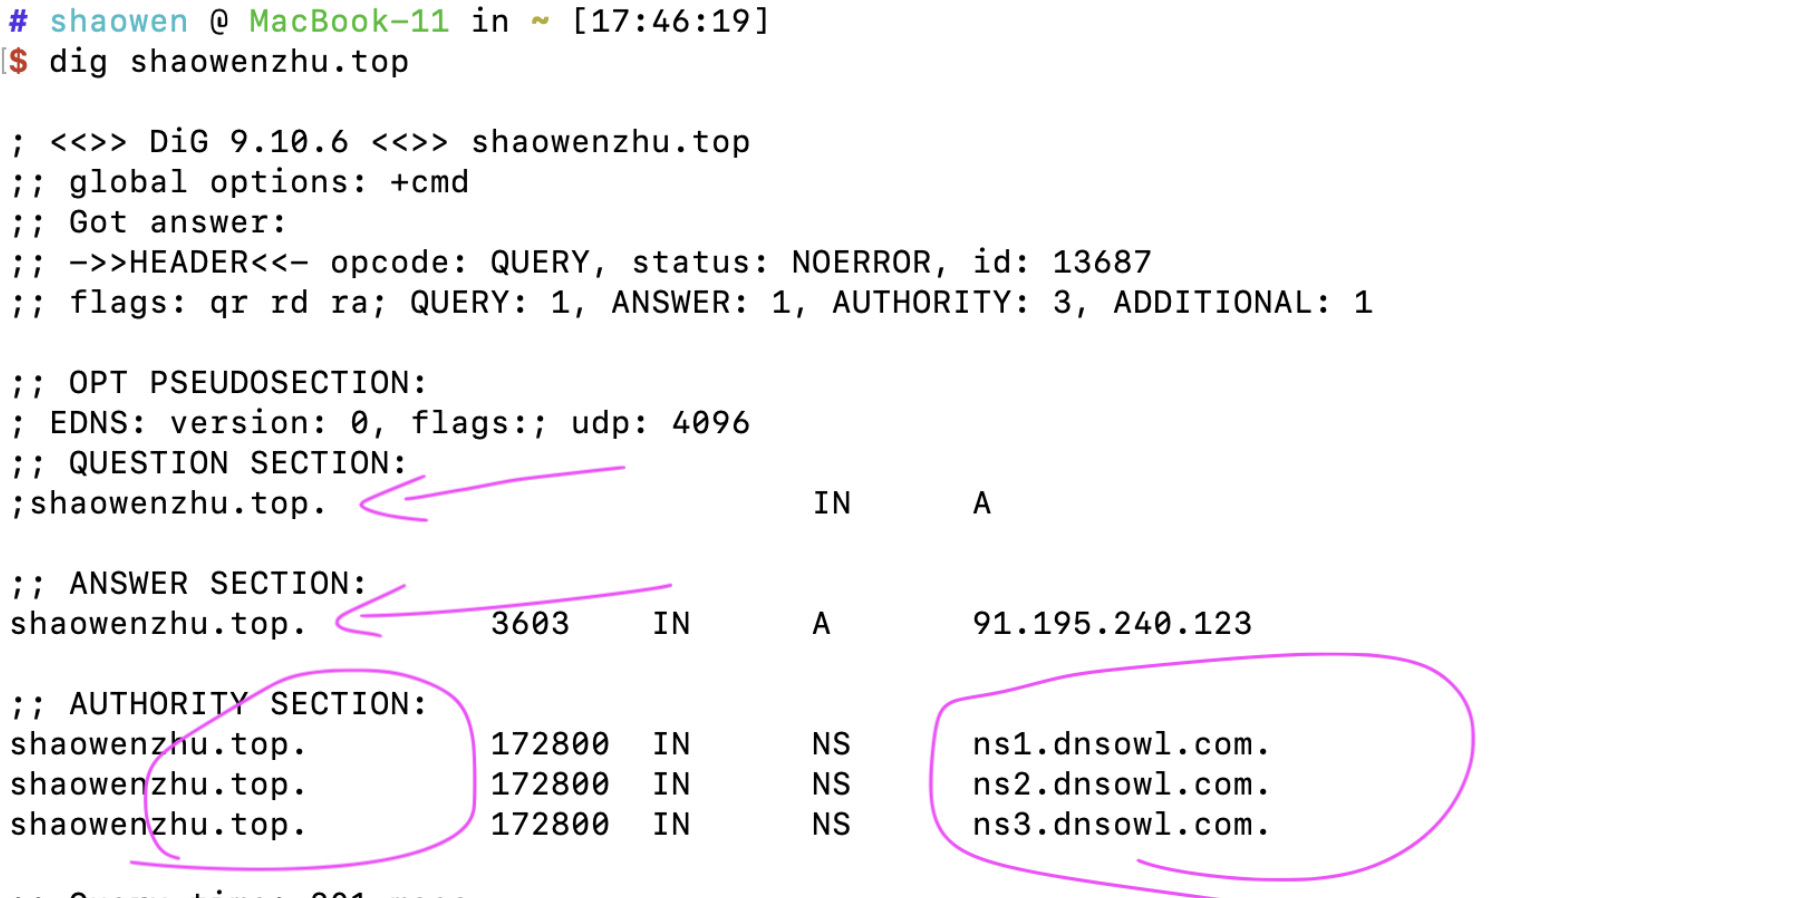 # shaowen @ MacBook-11 in ~ [17:46:19]
[$ dig shaowenzhu.top
; <<>> DiG 9.10.6 <<>> shaowenzhu.top
;; global options: +cmd
;; Got answer:
;; ->>HEADER<<- opcode: QUERY, status: NOERROR, id: 13687
;; flags: qr rd ra; QUERY: 1, ANSWER: 1, AUTHORITY: 3, ADDITIONAL: 1
;; OPT PSEUDOSECTION:
; EDNS: version: 0, flags:; udp: 4096
;; QUESTION SECTION:
;shaowenzhu.top. IN A
;; ANSWER SECTION:
shaowenzhu.top. 3603 IN A 91.195.240.123
;; AUTHORITY SECTION:
shaowenzhu.top. 172800 IN NS ns1.dnsowl.com.
shaowenzhu.top. 172800 IN NS ns2.dnsowl.com.
shaowenzhu.top. 172800 IN NS ns3.dnsowl.com.